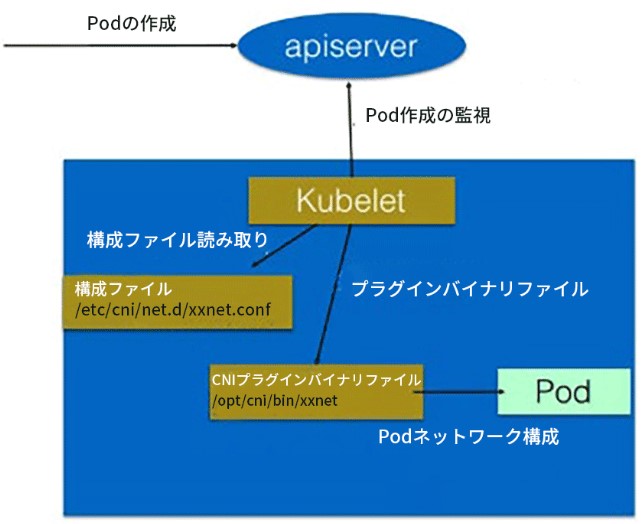 Podの作成
apiserver
Pod作成の監視
Kubelet
構成ファイル読み取り
構成ファイル
/etc/cni/net.d/xxnet.conf
プラグインバイナリファイル
CNIプラグインバイナリファイル
/opt/cni/bin/xxnet
Pod
Podネットワーク構成